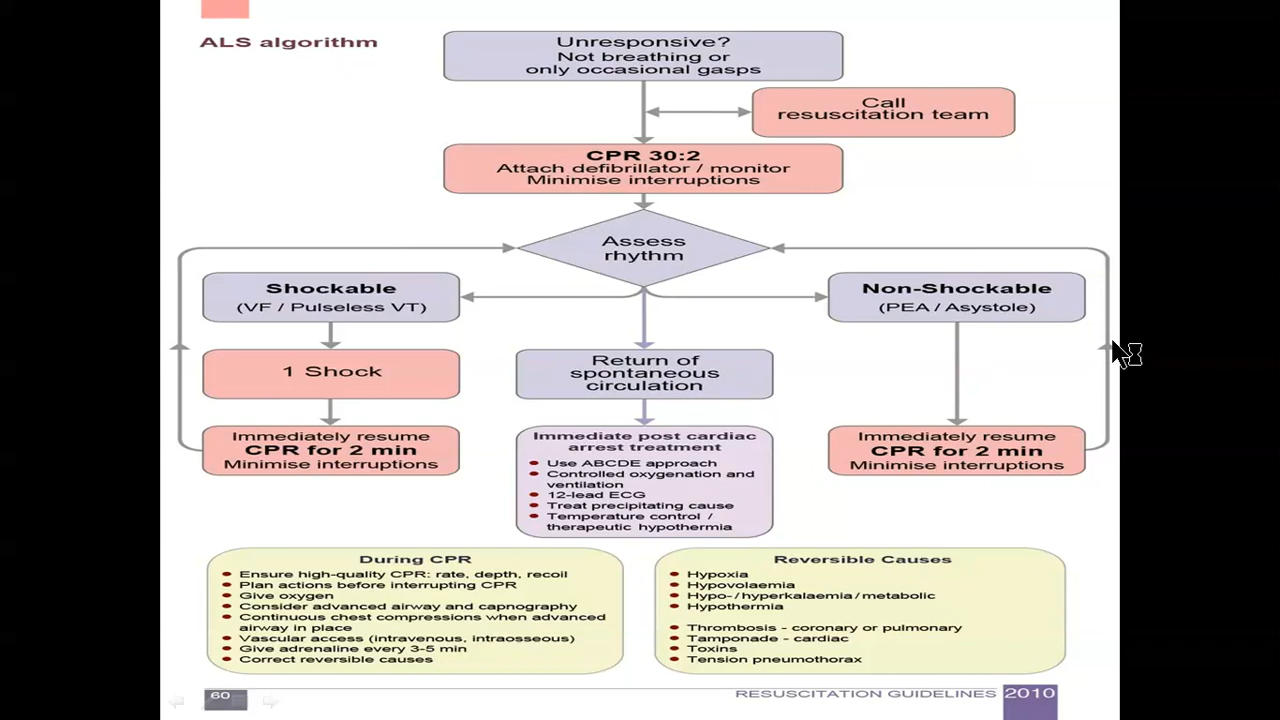 ALS algorithm
Unresponsive?
Not breathing or
only occasional gasps
Call
resuscitation team
CPR 30:2
Attach defibrillator / monitor
Minimise interruptions
Assess
rhythm
Shockable
(VF / Pulseless VT)
Non-Shockable
(PEA / Asystole)
1 Shock
Return of
spontaneous
circulation
Immediately resume
CPR for 2 min
Minimise interruptions
Immediate post cardiac
arrest treatment
Use ABCDE approach
Controlled oxygenation and
ventilation
12-lead ECG
Treat precipitating cause
Temperature control /
therapeutic hypothermia
Immediately resume
CPR for 2 min
Minimise interruptions
During CPR
Ensure high-quality CPR: rate, depth, recoil
Plan actions before interrupting CPR
Give oxygen
Consider advanced airway and capnography
Continuous chest compressions when advanced
airway in place
Vascular access (intravenous, intraosseous)
Give adrenaline every 3-5 min
Correct reversible causes
Reversible Causes
Hypoxia
Hypovolaemia
Hypo-/hyperkalaemia/metabolic
Hypothermia
Thrombosis - coronary or pulmonary
Tamponade - cardiac
Toxins
Tension pneumothorax
60
RESUSCITATION GUIDELINES 2010